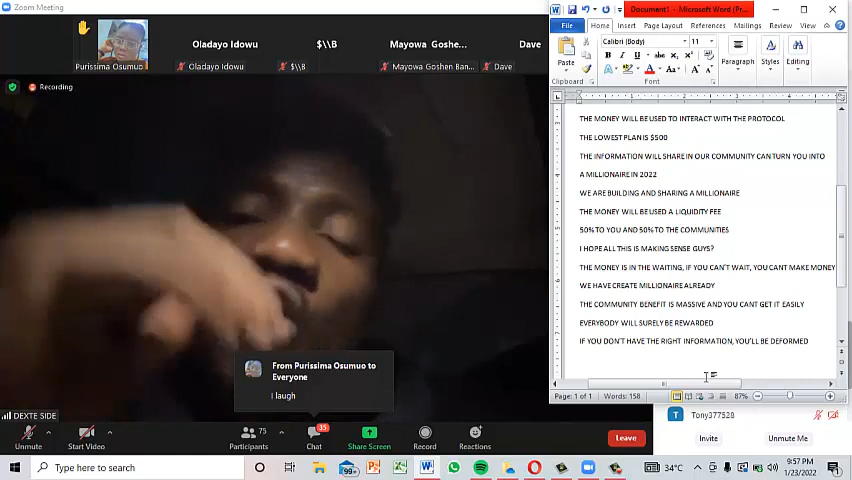 Zoom Meeting
Document1 - Microsoft Word (Pr...
File Home Insert Page Layout References Mailings Review View
Calibri (Body) 11
Paste
Paragraph
Styles
Editing
Clipboard
Font
Purissima Osumuo
Oladayo Idowu
Oladayo Idowu
$\\B
$\\B
Mayowa Goshe...
Mayowa Goshen Ban...
Dave
Dave
Recording
THE MONEY WILL BE USED TO INTERACT WITH THE PROTOCOL
THE LOWEST PLAN IS $500
THE INFORMATION WILL SHARE IN OUR COMMUNITY CAN TURN YOU INTO
A MILLIONAIRE IN 2022
WE ARE BUILDING AND SHARING A MILLIONAIRE
THE MONEY WILL BE USED A LIQUIDITY FEE
50% TO YOU AND 50% TO THE COMMUNITIES
I HOPE ALL THIS IS MAKING SENSE GUYS?
THE MONEY IS IN THE WAITING, IF YOU CAN'T WAIT, YOU CANT MAKE MONEY
WE HAVE CREATE MILLIONAIRE ALREADY
THE COMMUNITY BENEFIT IS MASSIVE AND YOU CANT GET IT EASILY
EVERYBODY WILL SURELY BE REWARDED
IF YOU DON'T HAVE THE RIGHT INFORMATION, YOU'LL BE DEFORMED
From Purissima Osumuo to
Everyone
I laugh
Page: 1 of 1 Words: 158 87%
DEXTE SIDE
T Tony377528
Unmute
Start Video
75
Participants
35
Chat
Share Screen
Record
Reactions
Leave
Invite
Unmute Me
Type here to search
99+
34°C
9:57 PM
1/23/2022